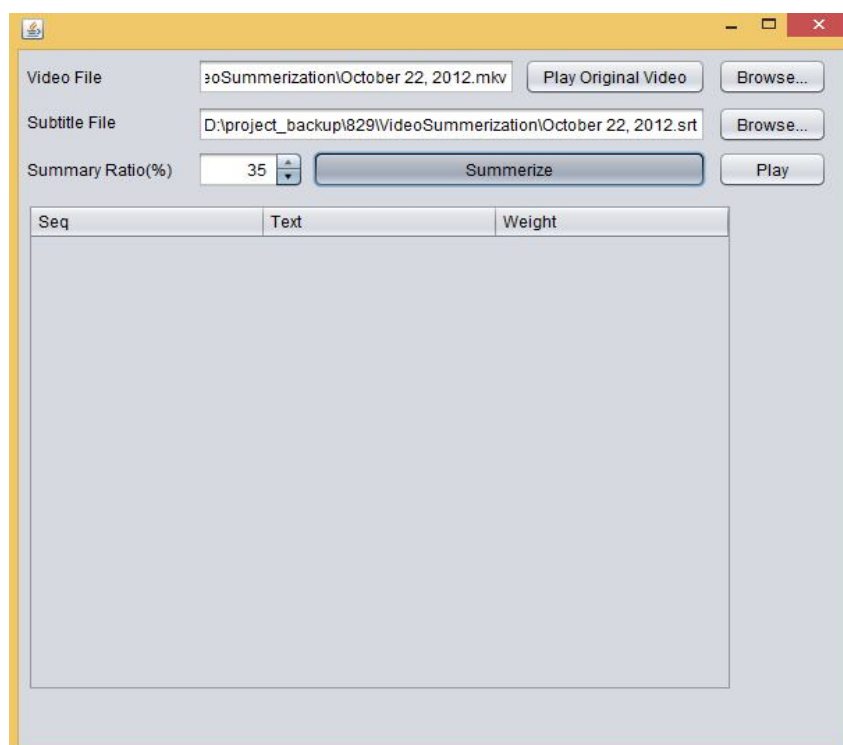 Video File eoSummerization\October 22, 2012.mkv Play Original Video Browse...
Subtitle File D:\project_backup\829\VideoSummerization\October 22, 2012.srt Browse...
Summary Ratio(%) 35 Summerize Play
Seq Text Weight